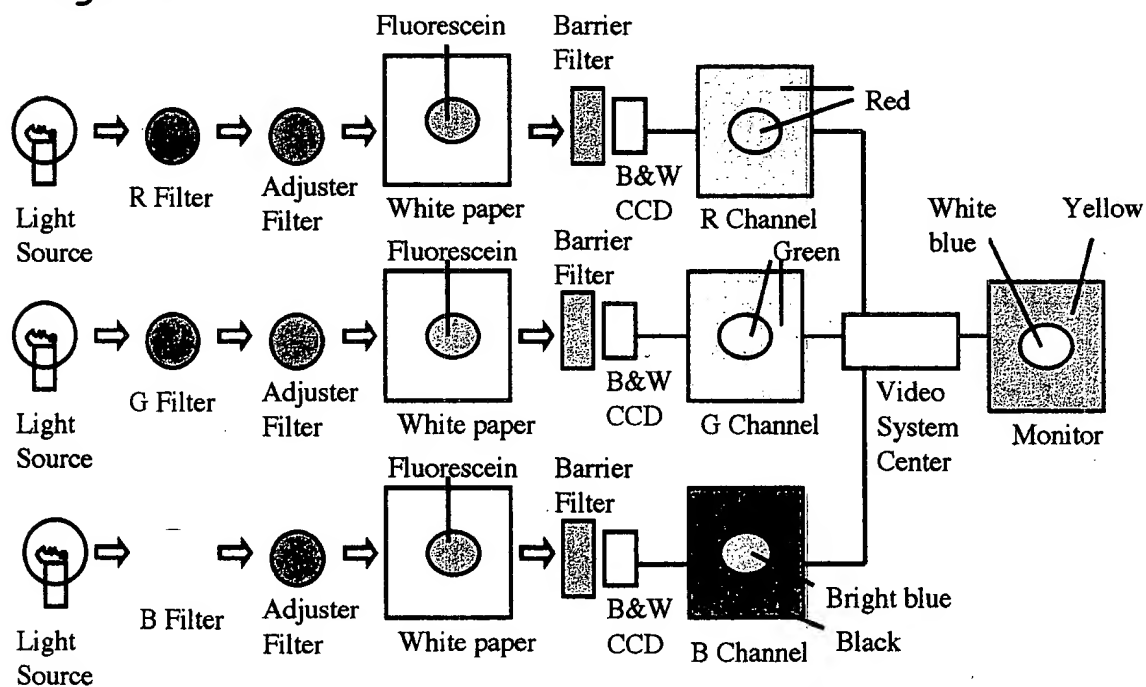 Fluorescein
Barrier
Filter
Red
Light
Source
R Filter
Adjuster
Filter
White paper
B&W
CCD
R Channel
White
blue
Yellow
Fluorescein
Barrier
Filter
Green
Light
Source
G Filter
Adjuster
Filter
White paper
B&W
CCD
G Channel
Video
System
Center
Monitor
Fluorescein
Barrier
Filter
Light
Source
B Filter
Adjuster
Filter
White paper
B&W
CCD
B Channel
Bright blue
Black